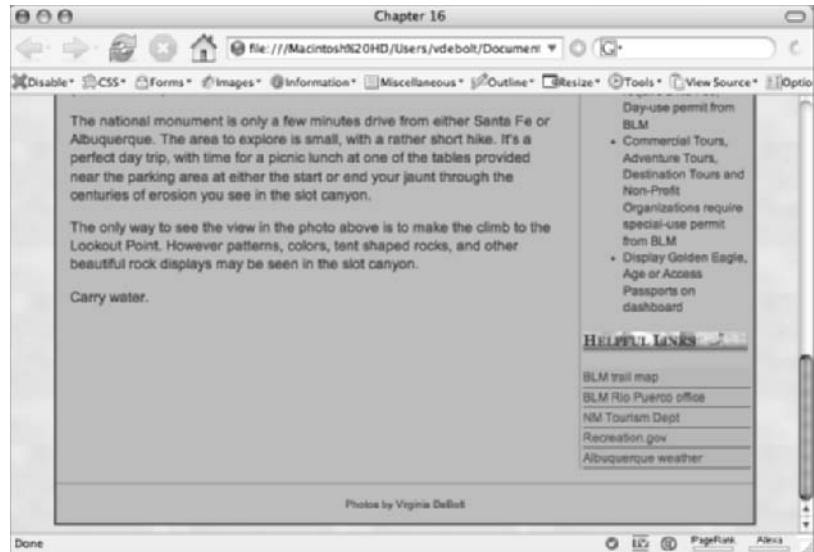 Chapter 16
file:///Macintosh%20HD/Users/vdebolt/Document
G
Disable CSS Forms Images Information Miscellaneous Outline Resize Tools View Source Optio
The national monument is only a few minutes drive from either Santa Fe or
Albuquerque. The area to explore is small, with a rather short hike. It's a
perfect day trip, with time for a picnic lunch at one of the tables provided
near the parking area at either the start or end your jaunt through the
centuries of erosion you see in the slot canyon.
The only way to see the view in the photo above is to make the climb to the
Lookout Point. However patterns, colors, tent shaped rocks, and other
beautiful rock displays may be seen in the slot canyon.
Carry water.
Day-use permit from
BLM
• Commercial Tours,
Adventure Tours,
Destination Tours and
Non-Profit
Organizations require
special-use permit
from BLM
• Display Golden Eagle,
Age or Access
Passports on
dashboard
HELPFUL LINKS
BLM trail map
BLM Rio Puerco office
NM Tourism Dept
Recreation.gov
Albuquerque weather
Photos by Virginia DeBolt
Done
PageRank
Alexa